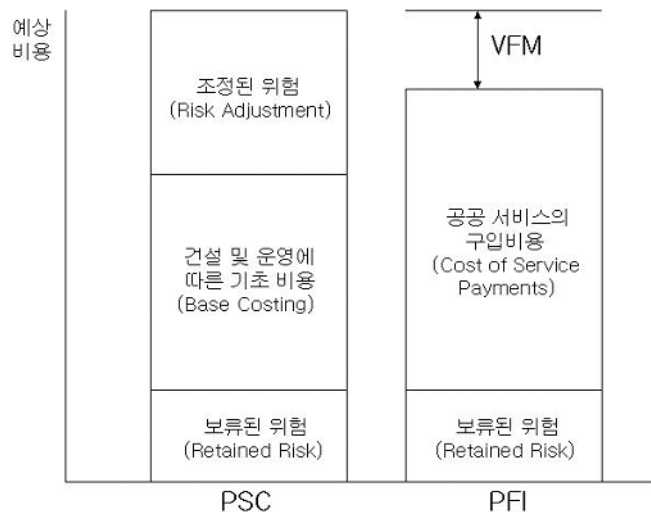 예상
비용
조정된 위험
(Risk Adjustment)
건설 및 운영에
따른 기초 비용
(Base Costing)
보류된 위험
(Retained Risk)
PSC
VFM
공공 서비스의
구입비용
(Cost of Service
Payments)
보류된 위험
(Retained Risk)
PFI